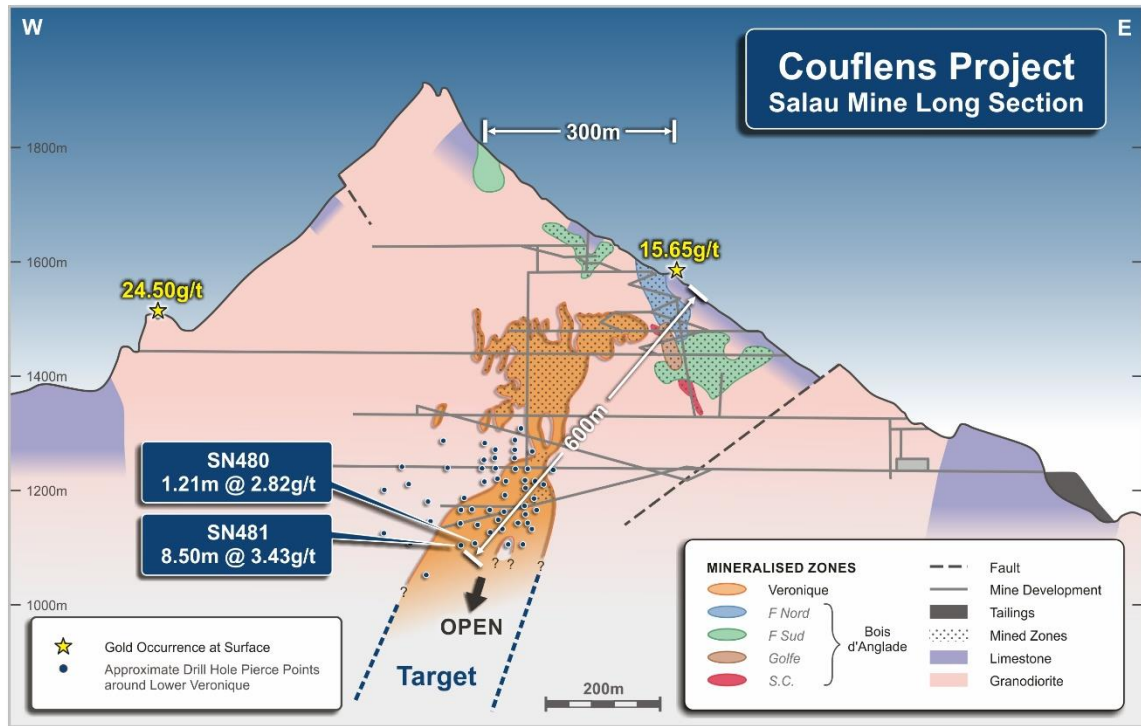 W
E
Couflens Project
Salau Mine Long Section
300m
1800m
1600m
1400m
1200m
1000m
24.50g/t
15.65g/t
600m
SN480
1.21m @ 2.82g/t
SN481
8.50m @ 3.43g/t
? ? ? ?
OPEN
Target
200m
Gold Occurrence at Surface
Approximate Drill Hole Pierce Points
around Lower Veronique
MINERALISED ZONES
Veronique
F Nord
F Sud
Golfe
S.C.
Bois
d'Anglade
Fault
Mine Development
Tailings
Mined Zones
Limestone
Granodiorite